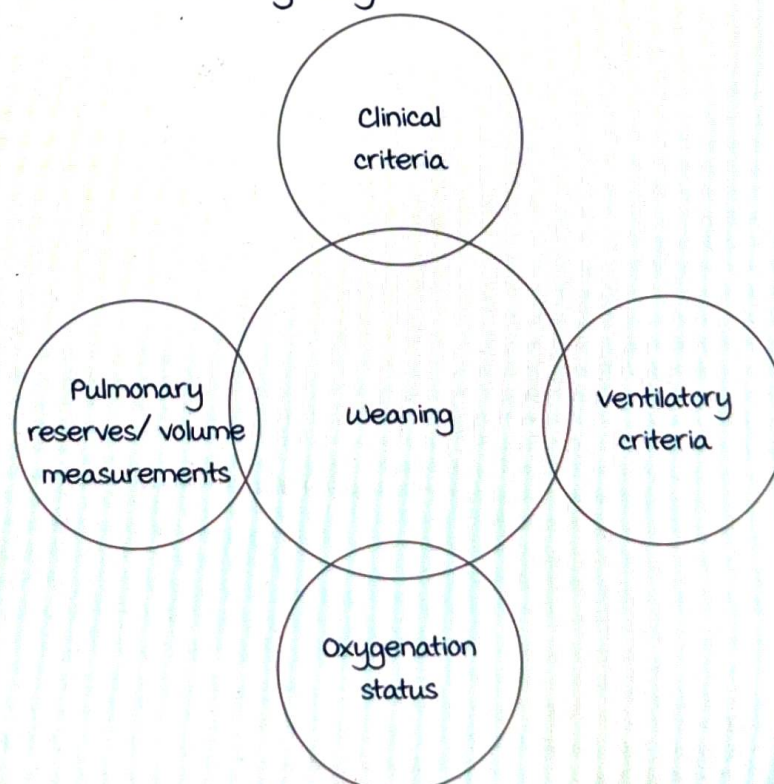 Clinical
criteria
Pulmonary
reserves/ volume
measurements
Weaning
Ventilatory
criteria
Oxygenation
status